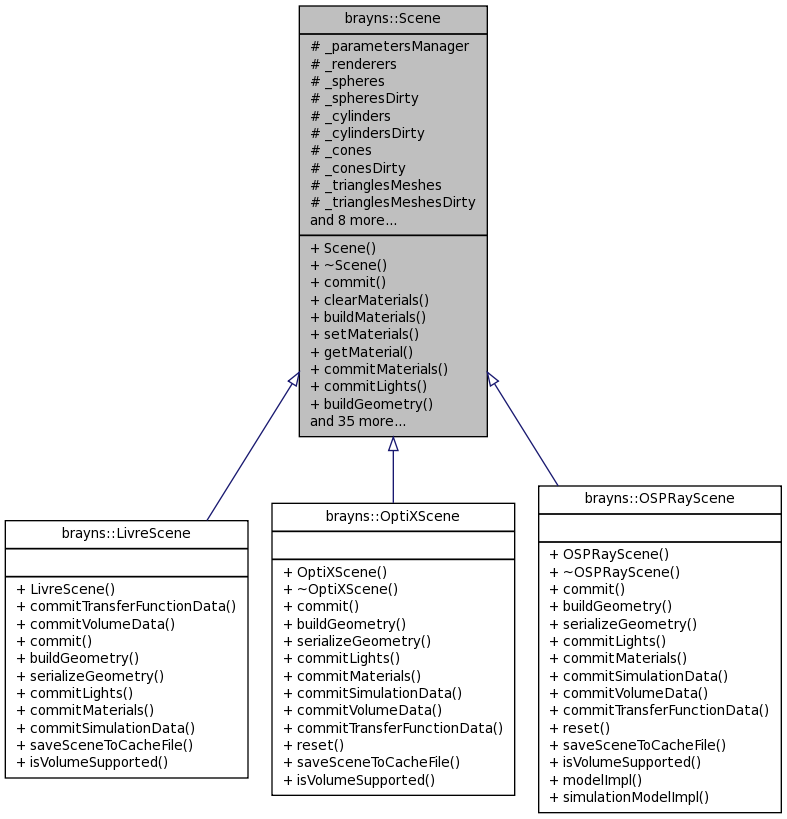 brayns::Scene
# _parametersManager
# _renderers
# _spheres
# _spheresDirty
# _cylinders
# _cylindersDirty
# _cones
# _conesDirty
# _trianglesMeshes
# _trianglesMeshesDirty
and 8 more...
+ Scene()
+ ~Scene()
+ commit()
+ clearMaterials()
+ buildMaterials()
+ setMaterials()
+ getMaterial()
+ commitMaterials()
+ commitLights()
+ buildGeometry()
and 35 more...
brayns::LivreScene
+ LivreScene()
+ commitTransferFunctionData()
+ commitVolumeData()
+ commit()
+ buildGeometry()
+ serializeGeometry()
+ commitLights()
+ commitMaterials()
+ commitSimulationData()
+ saveSceneToCacheFile()
+ isVolumeSupported()
brayns::OptiXScene
+ OptiXScene()
+ ~OptiXScene()
+ commit()
+ buildGeometry()
+ serializeGeometry()
+ commitLights()
+ commitMaterials()
+ commitSimulationData()
+ commitVolumeData()
+ commitTransferFunctionData()
+ reset()
+ saveSceneToCacheFile()
+ isVolumeSupported()
brayns::OSPRayScene
+ OSPRayScene()
+ ~OSPRayScene()
+ commit()
+ buildGeometry()
+ serializeGeometry()
+ commitLights()
+ commitMaterials()
+ commitSimulationData()
+ commitVolumeData()
+ commitTransferFunctionData()
+ reset()
+ saveSceneToCacheFile()
+ isVolumeSupported()
+ modelImpl()
+ simulationModelImpl()